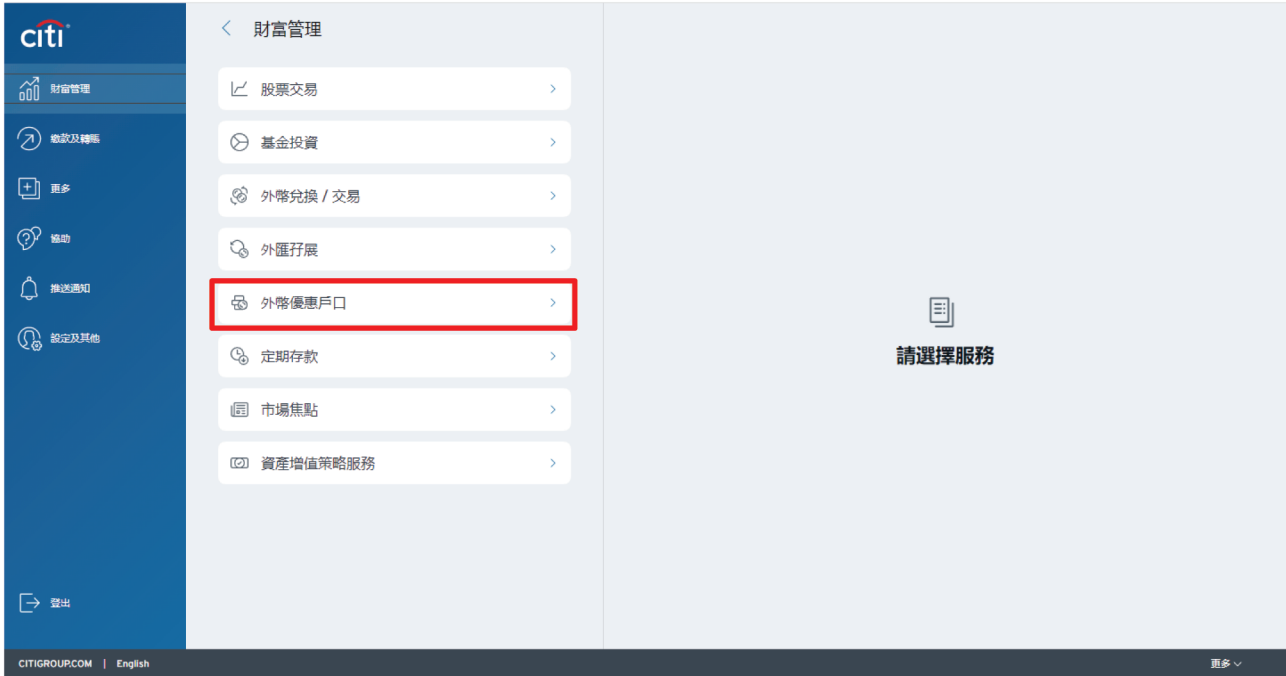 citi
財富管理
繳款及轉賬
更多
協助
推送通知
設定及其他
登出
財富管理
股票交易
基金投資
外幣兌換 / 交易
外匯孖展
外幣優惠戶口
定期存款
市場焦點
資產增值策略服務
請選擇服務
CITIGROUP.COM | English
更多